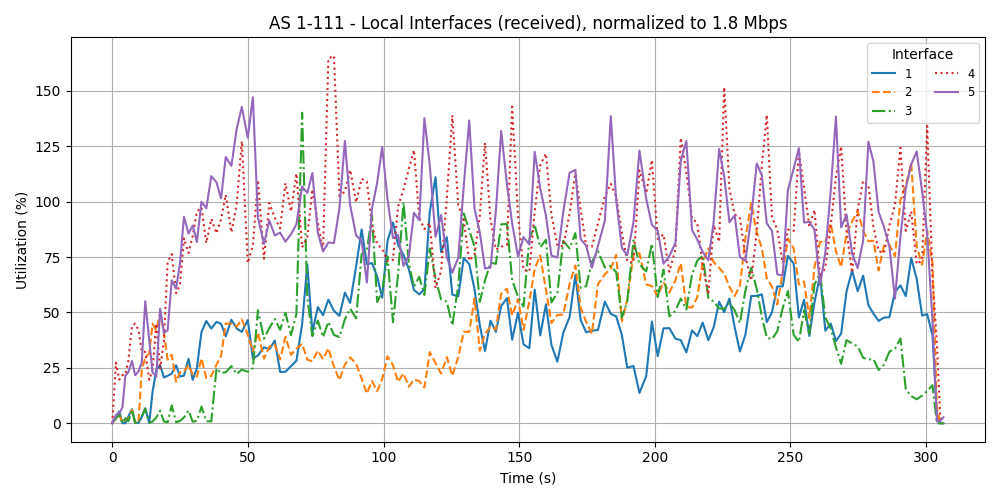 AS 1-111 - Local Interfaces (received), normalized to 1.8 Mbps
Utilization (%)
150
125
100
75
50
25
0
0 50 100 150 200 250 300
Time (s)
Interface
1 4
2 5
3